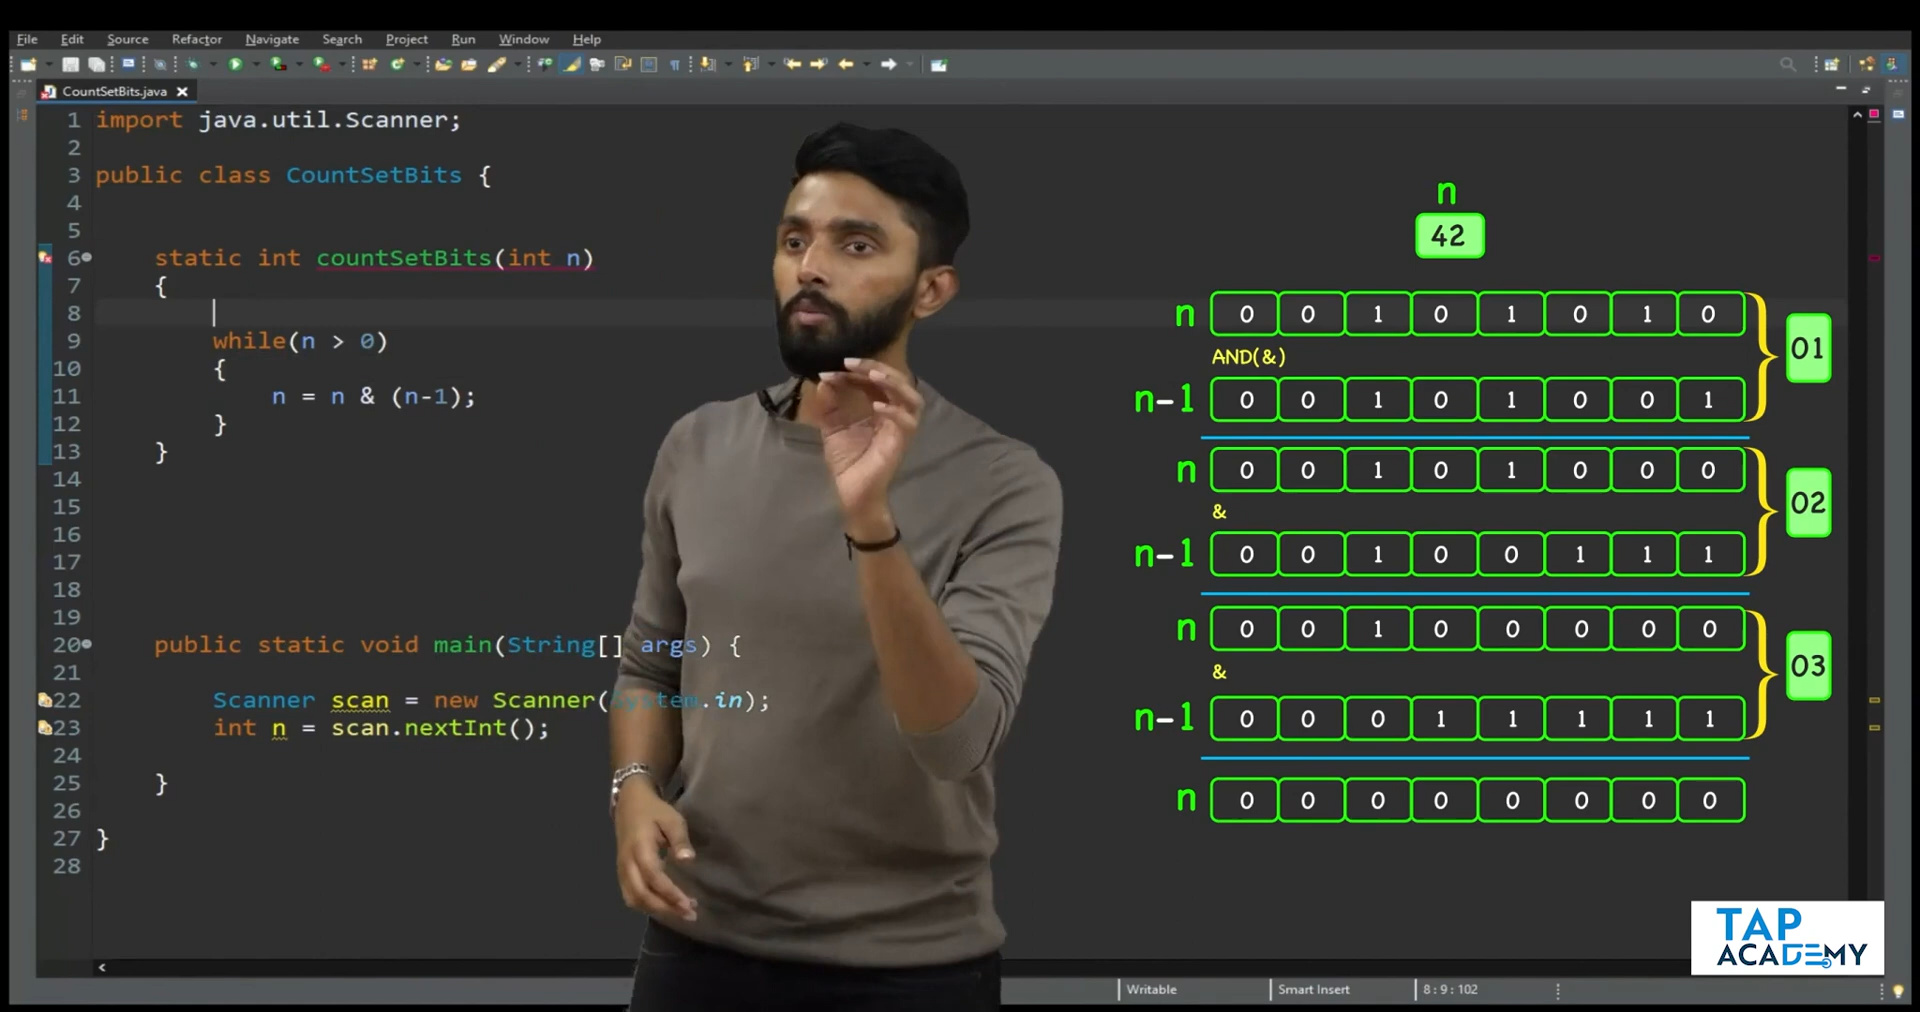 File Edit Source Refactor Navigate Search Project Run Window Help
CountSetBits.java
1 import java.util.Scanner;
2
3 public class CountSetBits {
4
5
6 static int countSetBits(int n)
7 {
8
9 while(n > 0)
10 {
11 n = n & (n-1);
12 }
13 }
14
15
16
17
18
19
20 public static void main(String[] args) {
21
22 Scanner scan = new Scanner(System.in);
23 int n = scan.nextInt();
24
25 }
26
27 }
28
n
42
n 0 0 1 0 1 0 1 0
AND(&)
01
n-1 0 0 1 0 1 0 0 1
n 0 0 1 0 1 0 0 0
&
02
n-1 0 0 1 0 0 1 1 1
n 0 0 1 0 0 0 0 0
&
03
n-1 0 0 0 1 1 1 1 1
n 0 0 0 0 0 0 0 0
TAP
ACADEMY
Writable Smart Insert 8:9:102